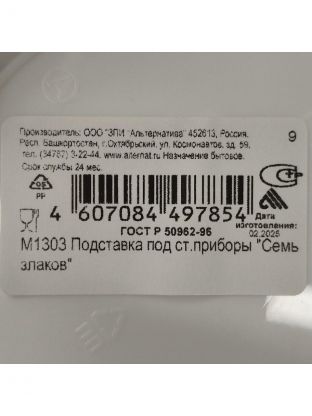 Производитель: ООО "ЗПИ "Альтернатива" 452613, Россия,
Респ. Башкортостан, г.Октябрьский, ул. Космонавтов, зд. 59,
тел. (34767) 3-22-44, www.alternat.ru Назначение бытовое.
Срок службы 24 мес.
9
05
PP
4 607084 497854
Дата
изготовления:
02.2025
ГОСТ Р 50962-96
М1303 Подставка под ст.приборы "Семь
злаков"